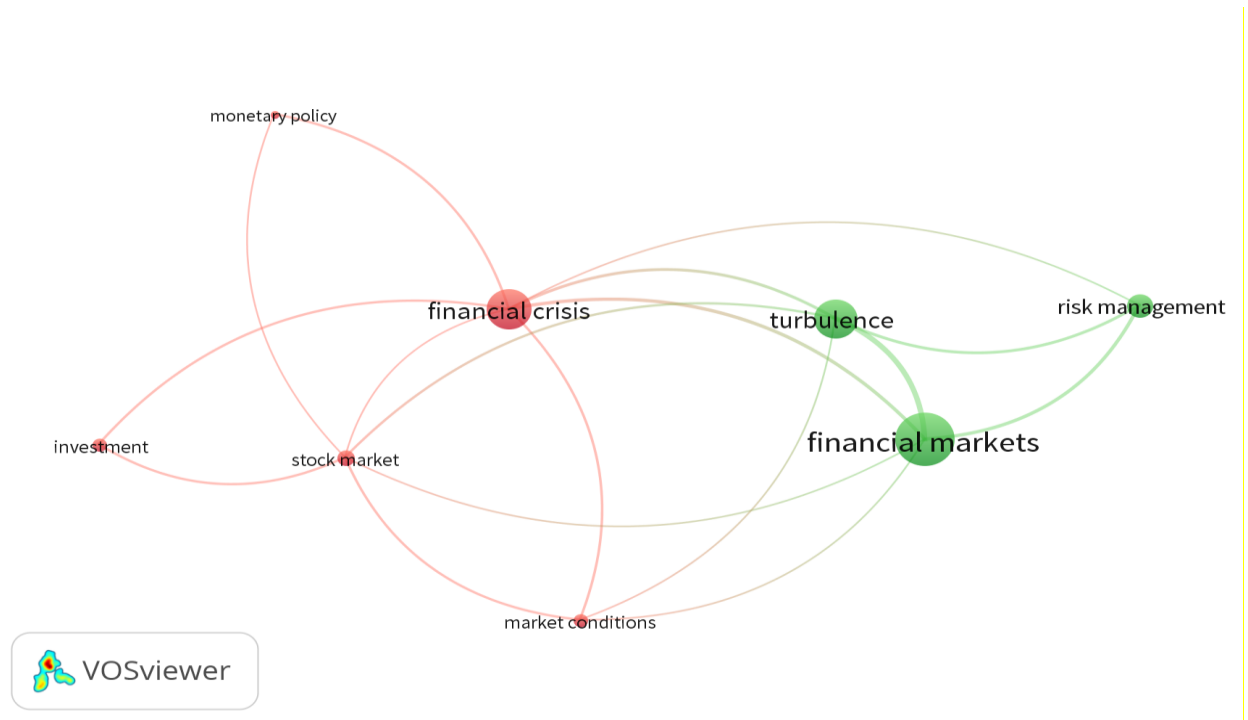 monetary policy
financial crisis
risk management
turbulence
financial markets
investment
stock market
market conditions
VOSviewer